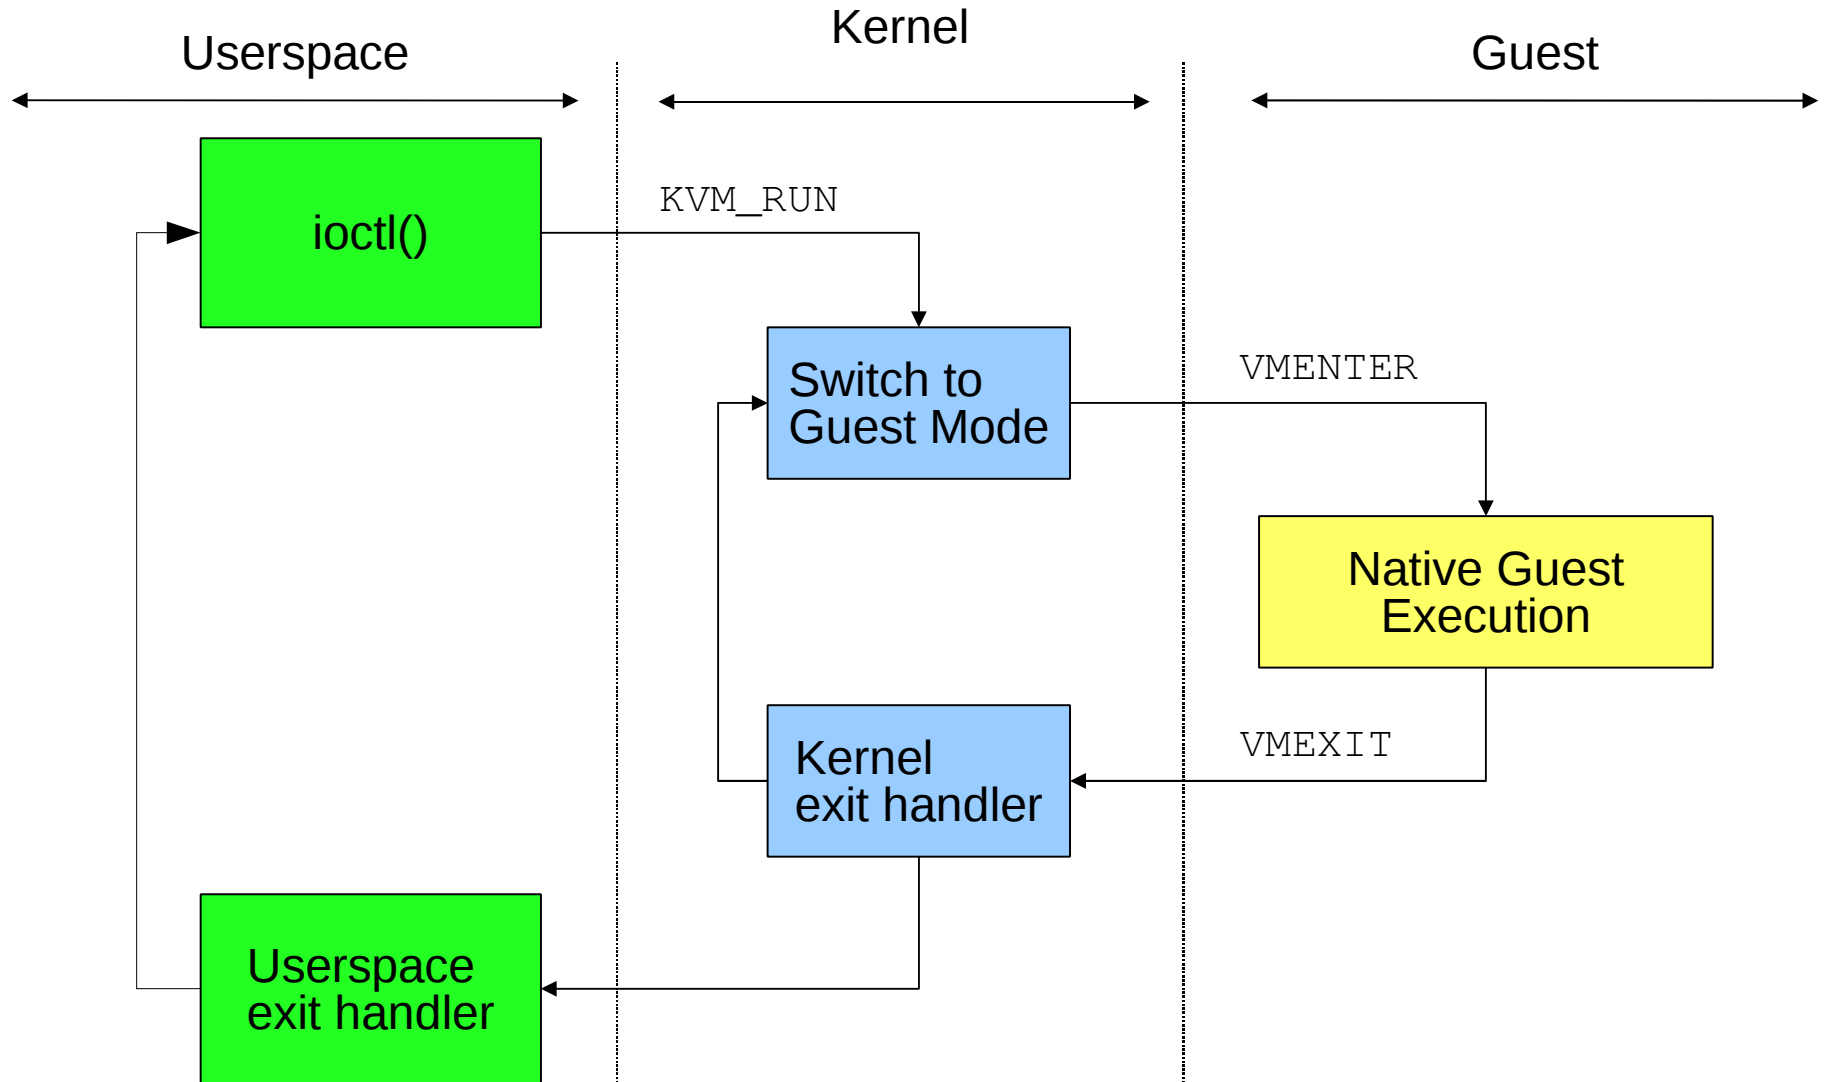 Userspace
Kernel
Guest
ioctl()
KVM_RUN
Switch to
Guest Mode
VMENTER
Native Guest
Execution
Kernel
exit handler
VMEXIT
Userspace
exit handler